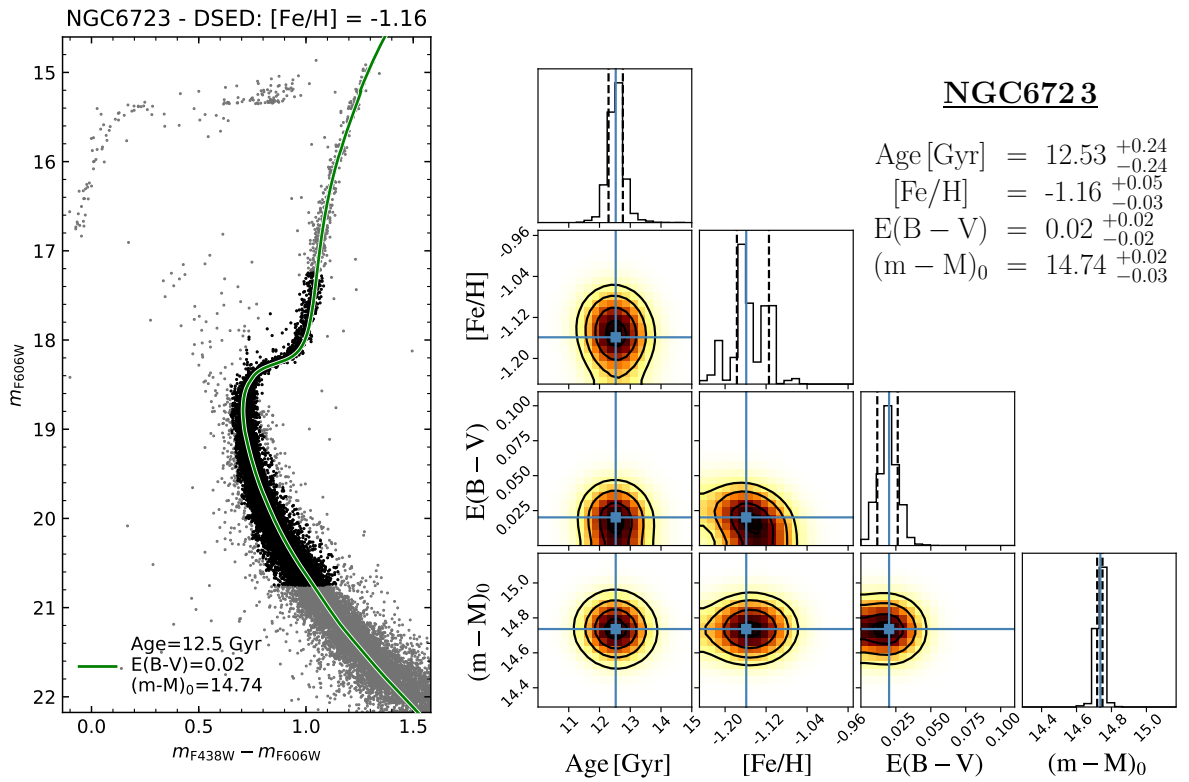 NGC6723 - DSED: [Fe/H] = -1.16
15
16
17
18
19
20
21
22
m_F606W
Age=12.5 Gyr
E(B-V)=0.02
(m-M)₀=14.74
0.0 0.5 1.0 1.5
m_F438W − m_F606W
NGC6723
Age [Gyr] = 12.53 +0.24 −0.24
[Fe/H] = -1.16 +0.05 −0.03
E(B − V) = 0.02 +0.02 −0.02
(m − M)₀ = 14.74 +0.02 −0.03
[Fe/H]
-0.96
-1.04
-1.12
-1.20
E(B − V)
0.100
0.075
0.050
0.025
(m − M)₀
15.0
14.8
14.6
14.4
11 12 13 14 15
-1.20 -1.12 -1.04 -0.96
0.025 0.050 0.075 0.100
14.4 14.6 14.8 15.0
Age [Gyr]
[Fe/H]
E(B − V)
(m − M)₀